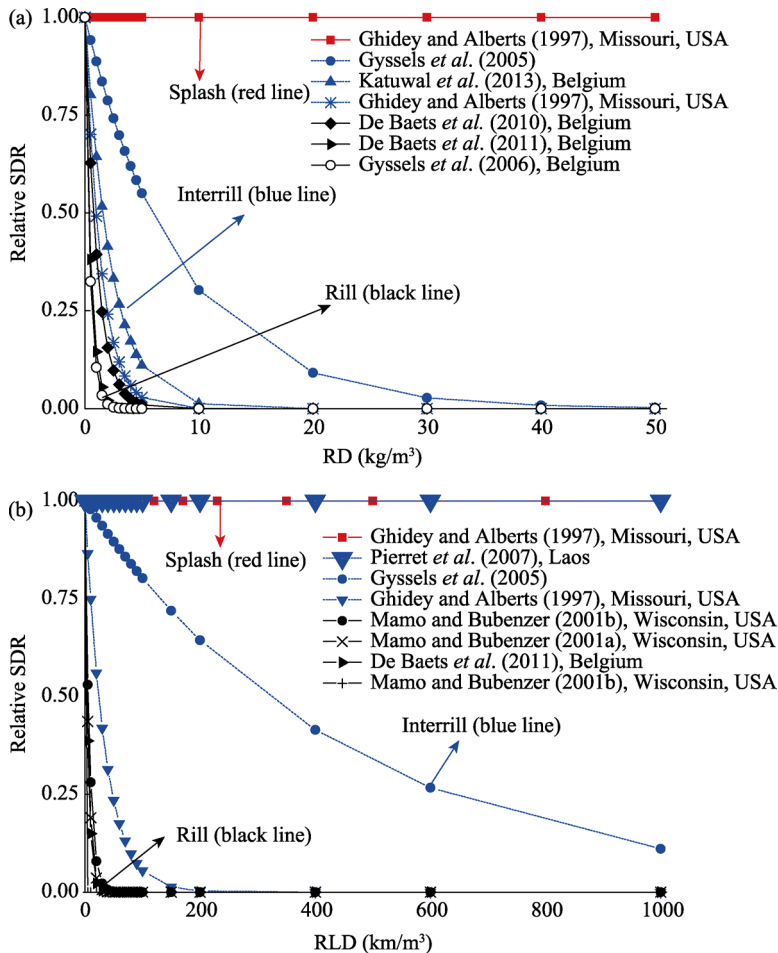 (a)
1.00
0.75
0.50
0.25
0.00
Relative SDR
Ghidey and Alberts (1997), Missouri, USA
Gyssels et al. (2005)
Katuwal et al. (2013), Belgium
Ghidey and Alberts (1997), Missouri, USA
De Baets et al. (2010), Belgium
De Baets et al. (2011), Belgium
Gyssels et al. (2006), Belgium
Splash (red line)
Interrill (blue line)
Rill (black line)
0 10 20 30 40 50
RD (kg/m³)
(b)
1.00
0.75
0.50
0.25
0.00
Relative SDR
Ghidey and Alberts (1997), Missouri, USA
Pierret et al. (2007), Laos
Gyssels et al. (2005)
Ghidey and Alberts (1997), Missouri, USA
Mamo and Bubenzer (2001b), Wisconsin, USA
Mamo and Bubenzer (2001a), Wisconsin, USA
De Baets et al. (2011), Belgium
Mamo and Bubenzer (2001b), Wisconsin, USA
Splash (red line)
Interrill (blue line)
Rill (black line)
0 200 400 600 800 1000
RLD (km/m³)